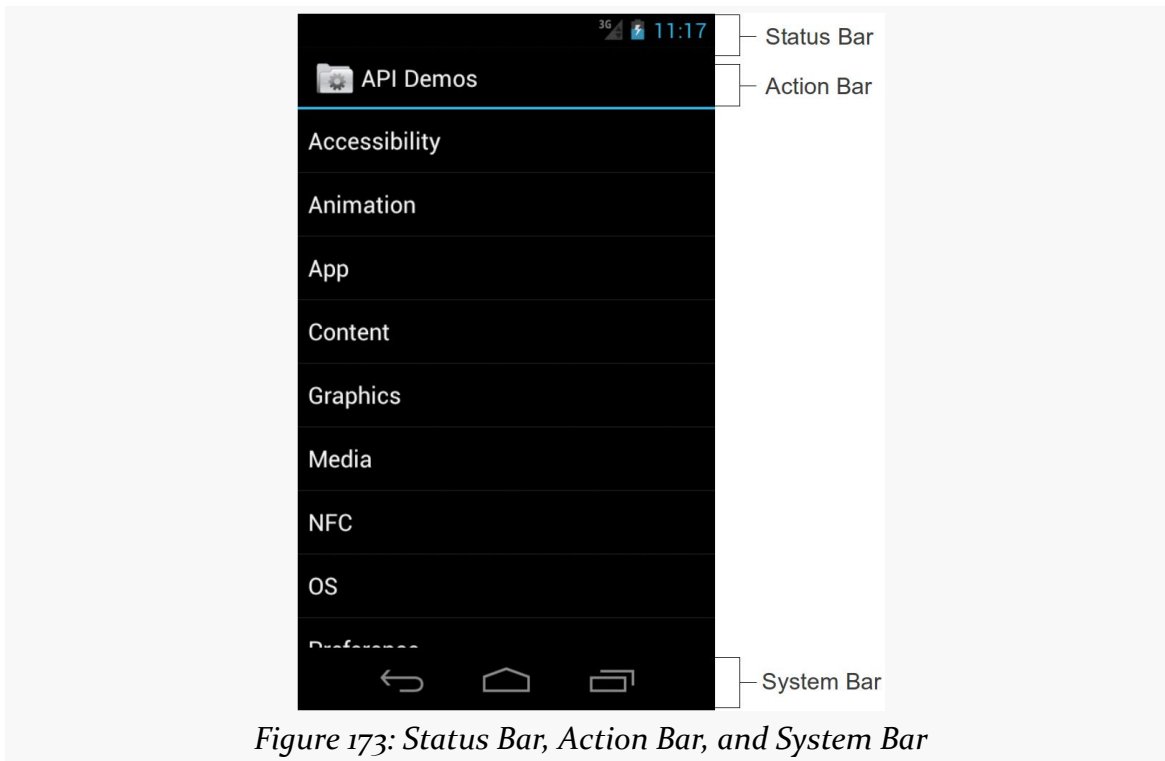 3G 11:17
Status Bar
API Demos
Action Bar
Accessibility
Animation
App
Content
Graphics
Media
NFC
OS
Preference
System Bar
Figure 173: Status Bar, Action Bar, and System Bar